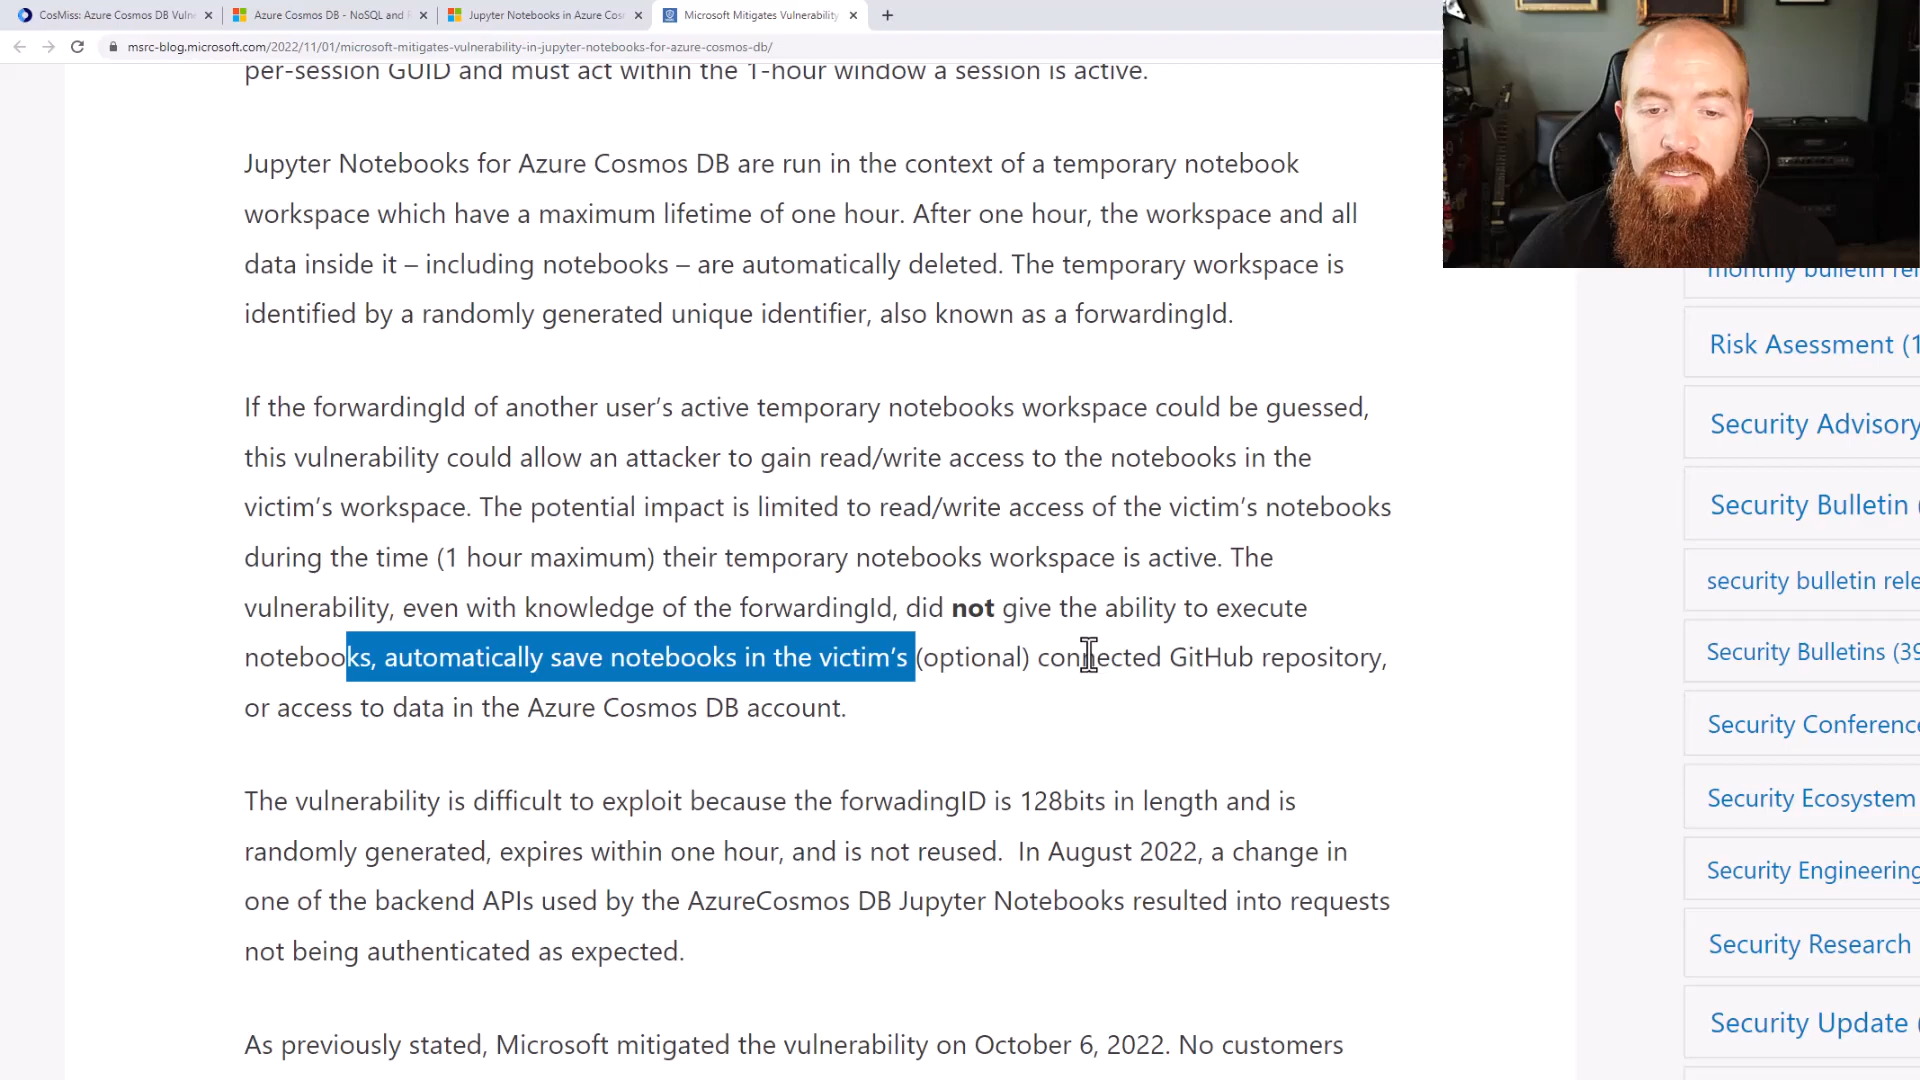 CosMiss: Azure Cosmos DB Vuln
Azure Cosmos DB - NoSQL and
Jupyter Notebooks in Azure Cos
Microsoft Mitigates Vulnerability
msrc-blog.microsoft.com/2022/11/01/microsoft-mitigates-vulnerability-in-jupyter-notebooks-for-azure-cosmos-db/
per-session GUID and must act within the 1-hour window a session is active.
Jupyter Notebooks for Azure Cosmos DB are run in the context of a temporary notebook
workspace which have a maximum lifetime of one hour. After one hour, the workspace and all
data inside it – including notebooks – are automatically deleted. The temporary workspace is
identified by a randomly generated unique identifier, also known as a forwardingId.
If the forwardingId of another user’s active temporary notebooks workspace could be guessed,
this vulnerability could allow an attacker to gain read/write access to the notebooks in the
victim’s workspace. The potential impact is limited to read/write access of the victim’s notebooks
during the time (1 hour maximum) their temporary notebooks workspace is active. The
vulnerability, even with knowledge of the forwardingId, did not give the ability to execute
notebooks, automatically save notebooks in the victim’s (optional) connected GitHub repository,
or access to data in the Azure Cosmos DB account.
The vulnerability is difficult to exploit because the forwadingID is 128bits in length and is
randomly generated, expires within one hour, and is not reused.  In August 2022, a change in
one of the backend APIs used by the AzureCosmos DB Jupyter Notebooks resulted into requests
not being authenticated as expected.
As previously stated, Microsoft mitigated the vulnerability on October 6, 2022. No customers
monthly bulletin rel
Risk Asessment (1
Security Advisory
Security Bulletin (
security bulletin rele
Security Bulletins (39
Security Conference
Security Ecosystem
Security Engineering
Security Research
Security Update (